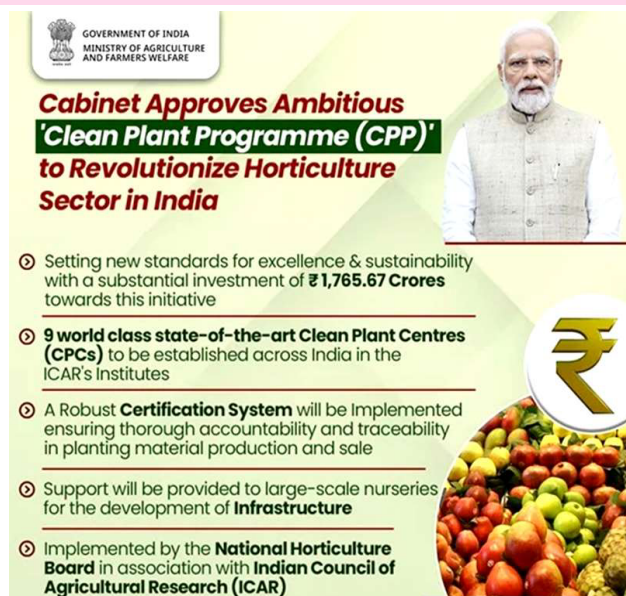 GOVERNMENT OF INDIA
MINISTRY OF AGRICULTURE
AND FARMERS WELFARE
Cabinet Approves Ambitious
'Clean Plant Programme (CPP)'
to Revolutionize Horticulture
Sector in India
Setting new standards for excellence & sustainability
with a substantial investment of ₹ 1,765.67 Crores
towards this initiative
9 world class state-of-the-art Clean Plant Centres
(CPCs) to be established across India in the
ICAR's Institutes
A Robust Certification System will be Implemented
ensuring thorough accountability and traceability
in planting material production and sale
Support will be provided to large-scale nurseries
for the development of Infrastructure
Implemented by the National Horticulture
Board in association with Indian Council of
Agricultural Research (ICAR)
₹